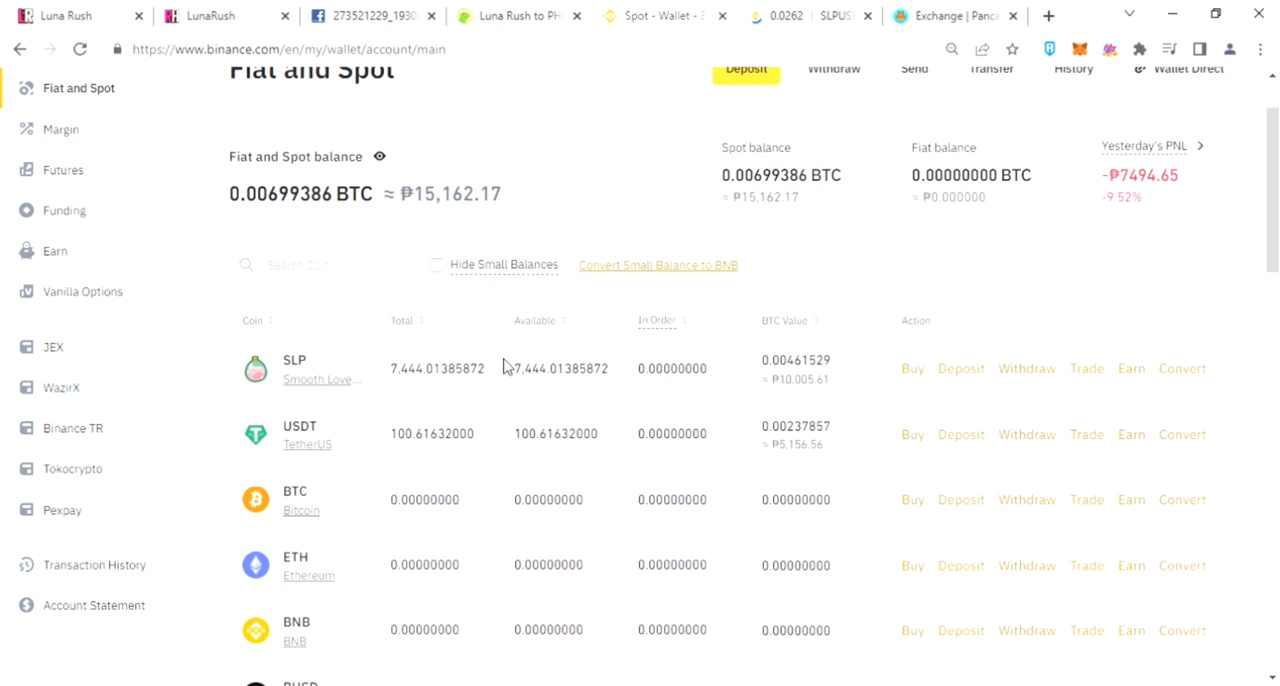 Luna Rush
LunaRush
273521229_1930
Luna Rush to PH
Spot - Wallet -
0.0262 | SLPUS
Exchange | Panca
https://www.binance.com/en/my/wallet/account/main
Fiat and Spot
Deposit Withdraw Send Transfer History Wallet Direct
Fiat and Spot
Margin
Futures
Funding
Earn
Vanilla Options
JEX
WazirX
Binance TR
Tokocrypto
Pexpay
Transaction History
Account Statement
Fiat and Spot balance
0.00699386 BTC ≈ ₱15,162.17
Spot balance
0.00699386 BTC
≈ ₱15,162.17
Fiat balance
0.00000000 BTC
≈ ₱0.000000
Yesterday's PNL
-₱7494.65
-9 52%
Search Coin
Hide Small Balances
Convert Small Balance to BNB
Coin Total Available In Order BTC Value Action
SLP
Smooth Love...
7,444.01385872 7,444.01385872 0.00000000
0.00461529
≈ ₱10,005.61
Buy Deposit Withdraw Trade Earn Convert
USDT
TetherUS
100.61632000 100.61632000 0.00000000
0.00237857
≈ ₱5,156.56
Buy Deposit Withdraw Trade Earn Convert
BTC
Bitcoin
0.00000000 0.00000000 0.00000000 0.00000000
Buy Deposit Withdraw Trade Earn Convert
ETH
Ethereum
0.00000000 0.00000000 0.00000000 0.00000000
Buy Deposit Withdraw Trade Earn Convert
BNB
BNB
0.00000000 0.00000000 0.00000000 0.00000000
Buy Deposit Withdraw Trade Earn Convert